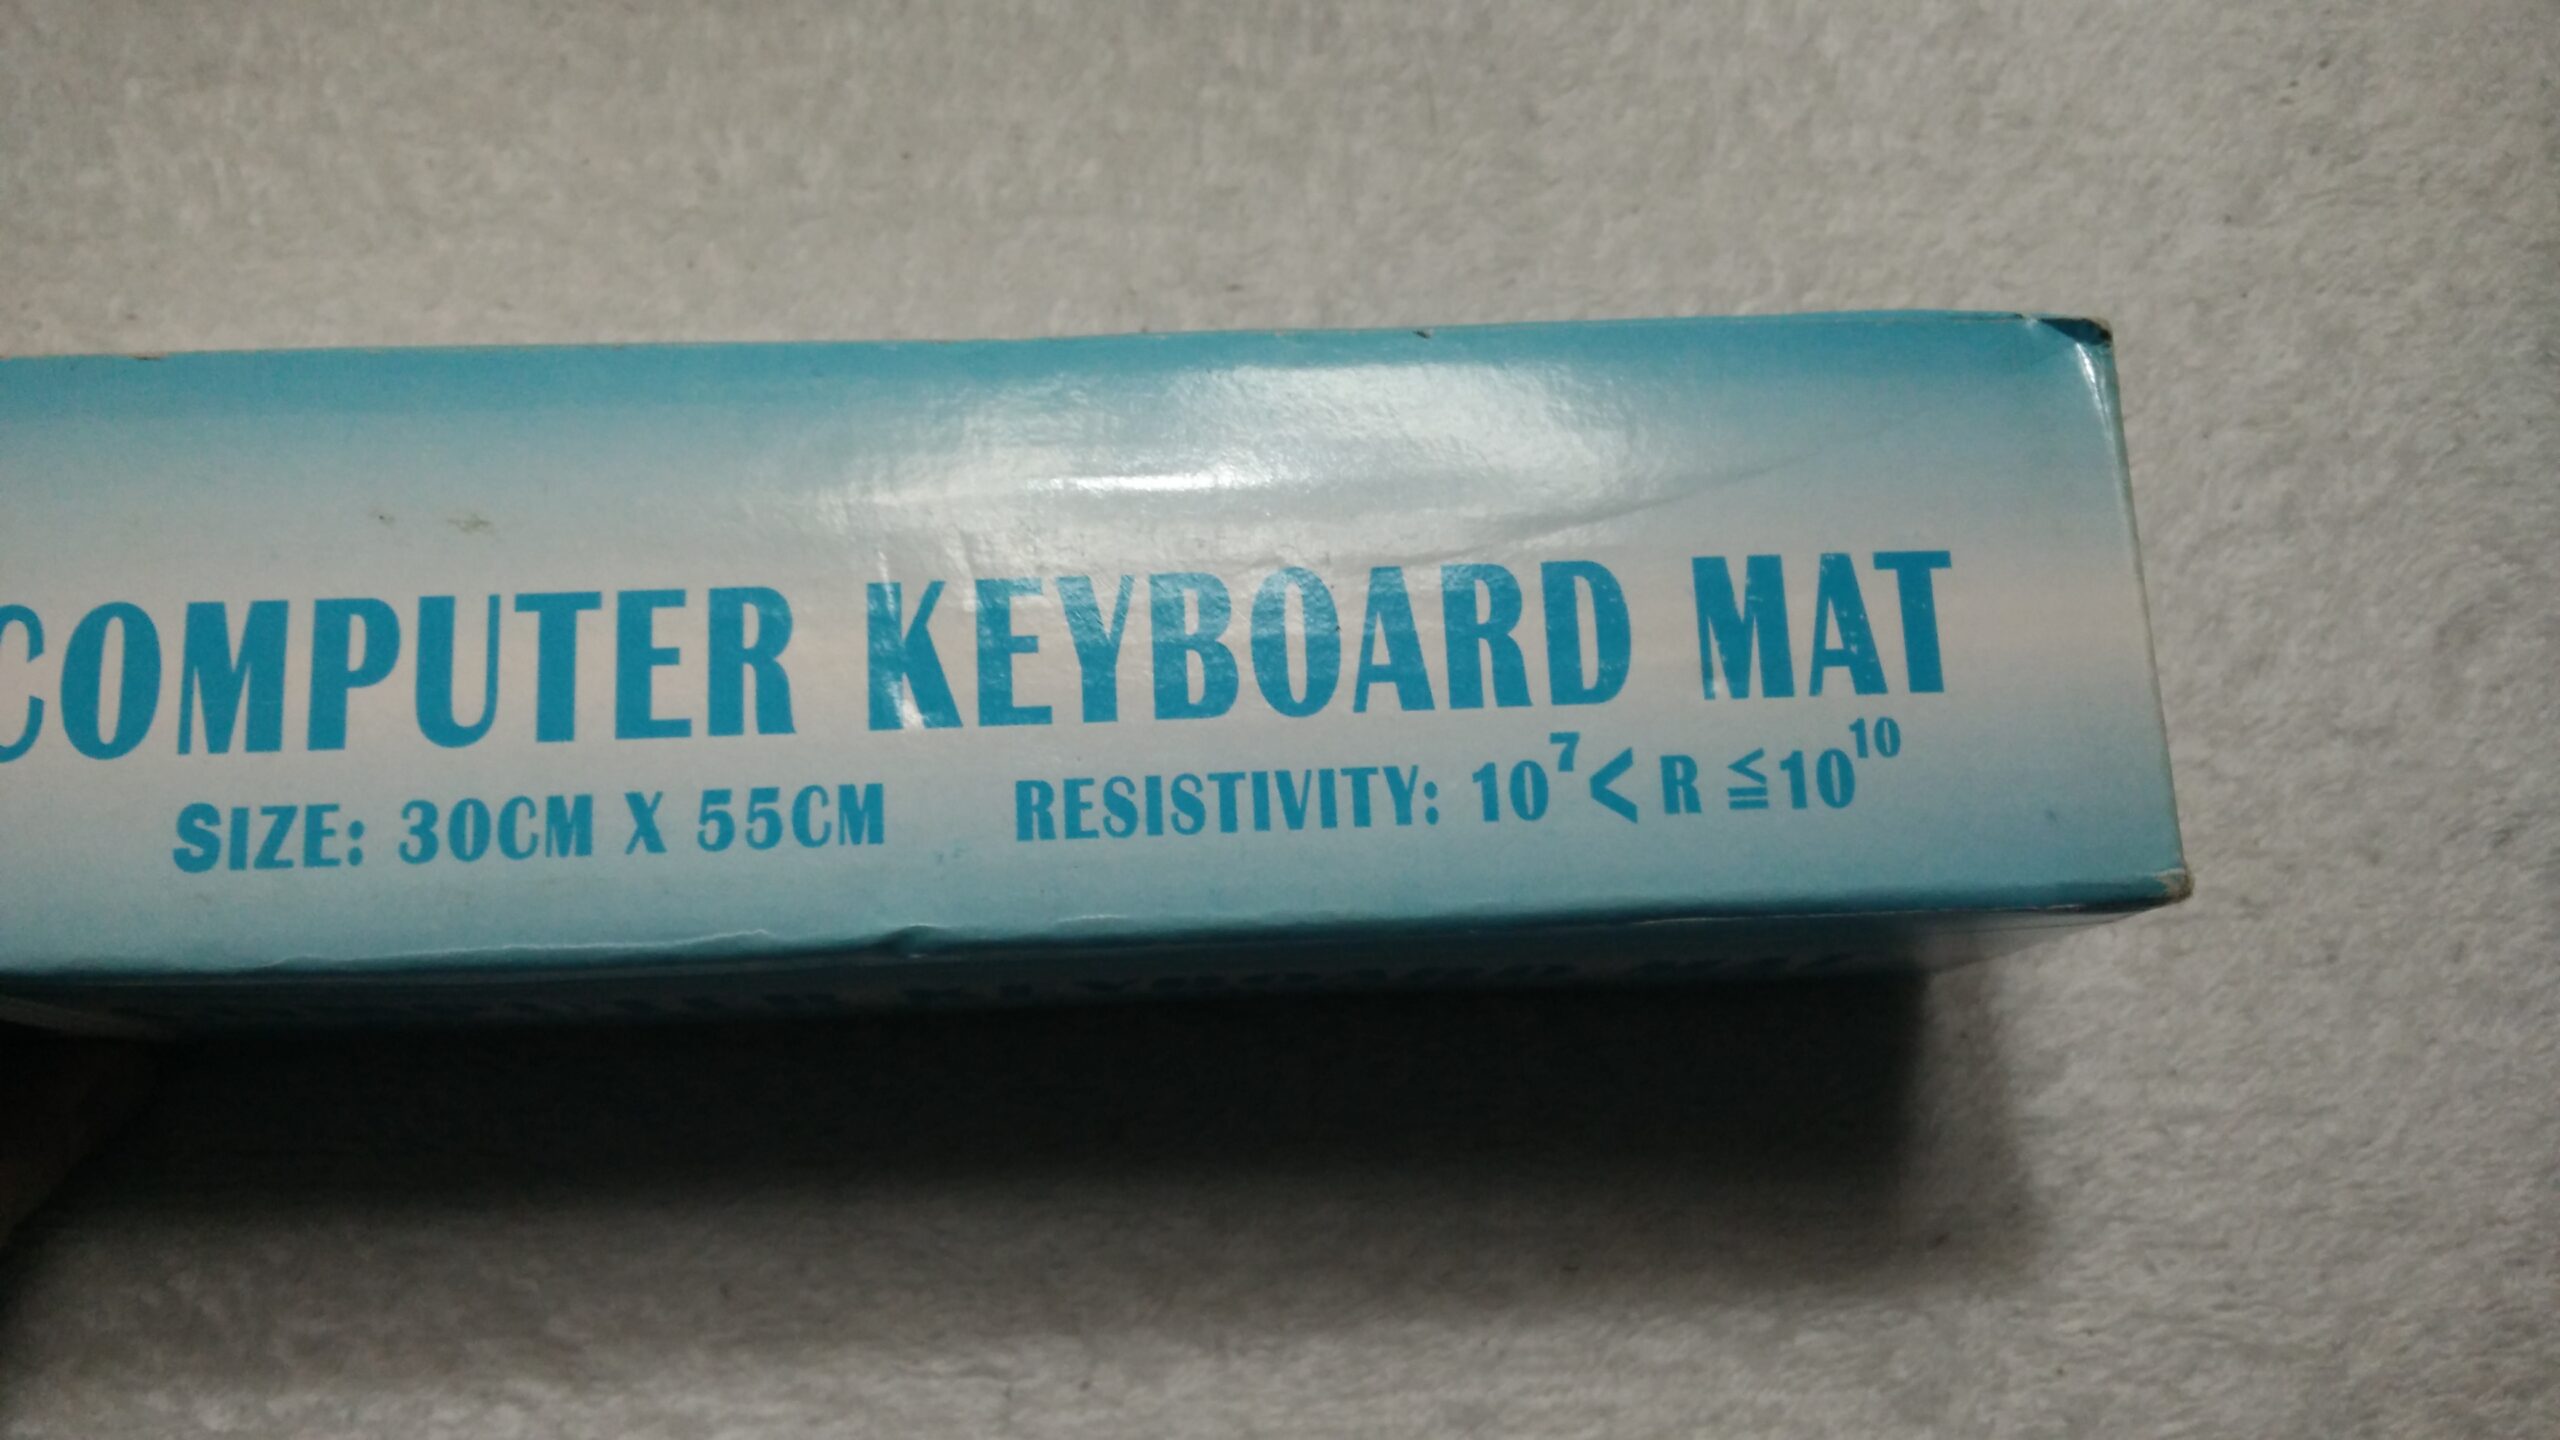 COMPUTER KEYBOARD MAT
SIZE: 30CM X 55CM RESISTIVITY: 10⁷< R ≦10¹⁰